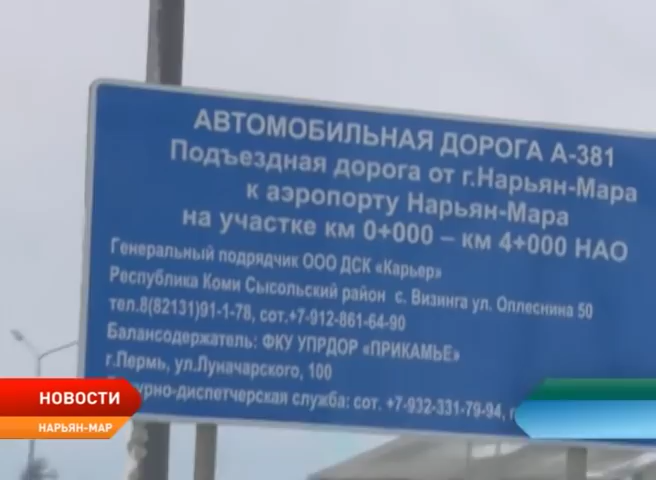 АВТОМОБИЛЬНАЯ ДОРОГА А-381
Подъездная дорога от г.Нарьян-Мара
к аэропорту Нарьян-Мара
на участке км 0+000 – км 4+000 НАО
Генеральный подрядчик ООО ДСК «Карьер»
Республика Коми Сысольский район с. Визинга ул. Оплеснина 50
тел.8(82131)91-1-78, сот.+7-912-861-64-90
Балансодержатель: ФКУ УПРДОР «ПРИКАМЬЕ»
г.Пермь, ул.Луначарского, 100
урно-диспетчерская служба: сот. +7-932-331-79-94,
НОВОСТИ
НАРЬЯН-МАР